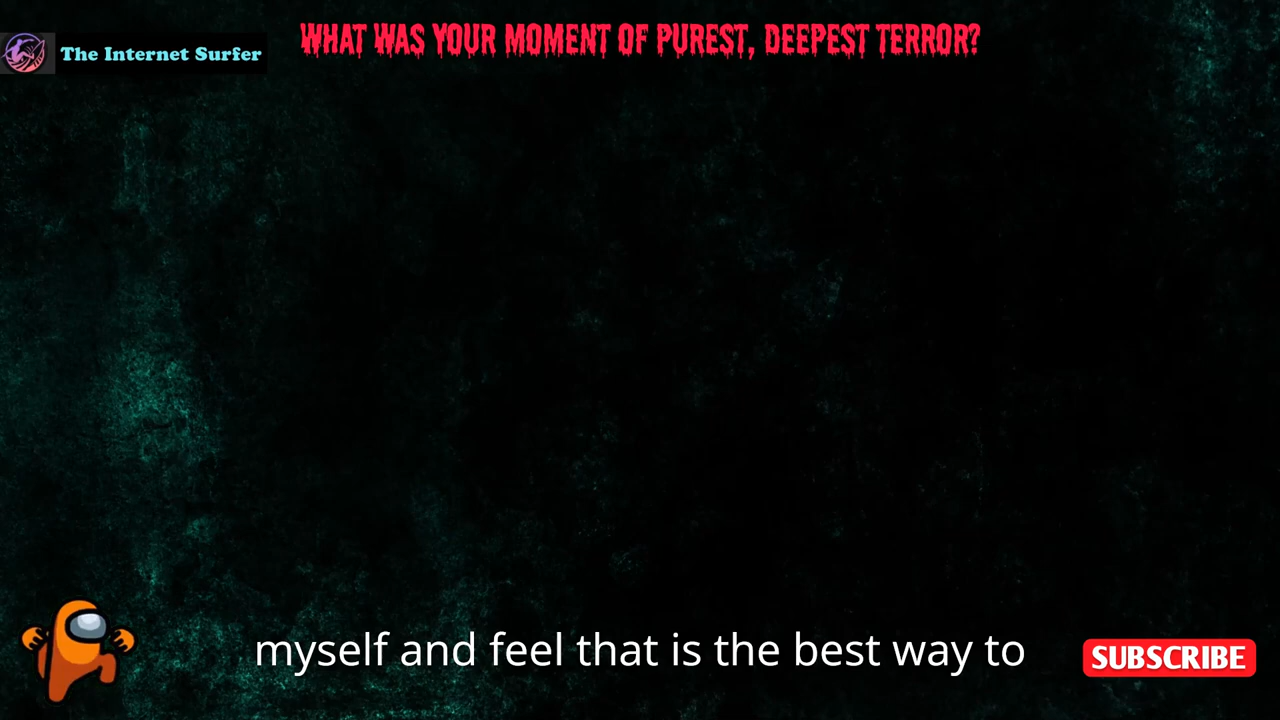 WHAT WAS YOUR MOMENT OF PUREST, DEEPEST TERROR?
The Internet Surfer
myself and feel that is the best way to
SUBSCRIBE